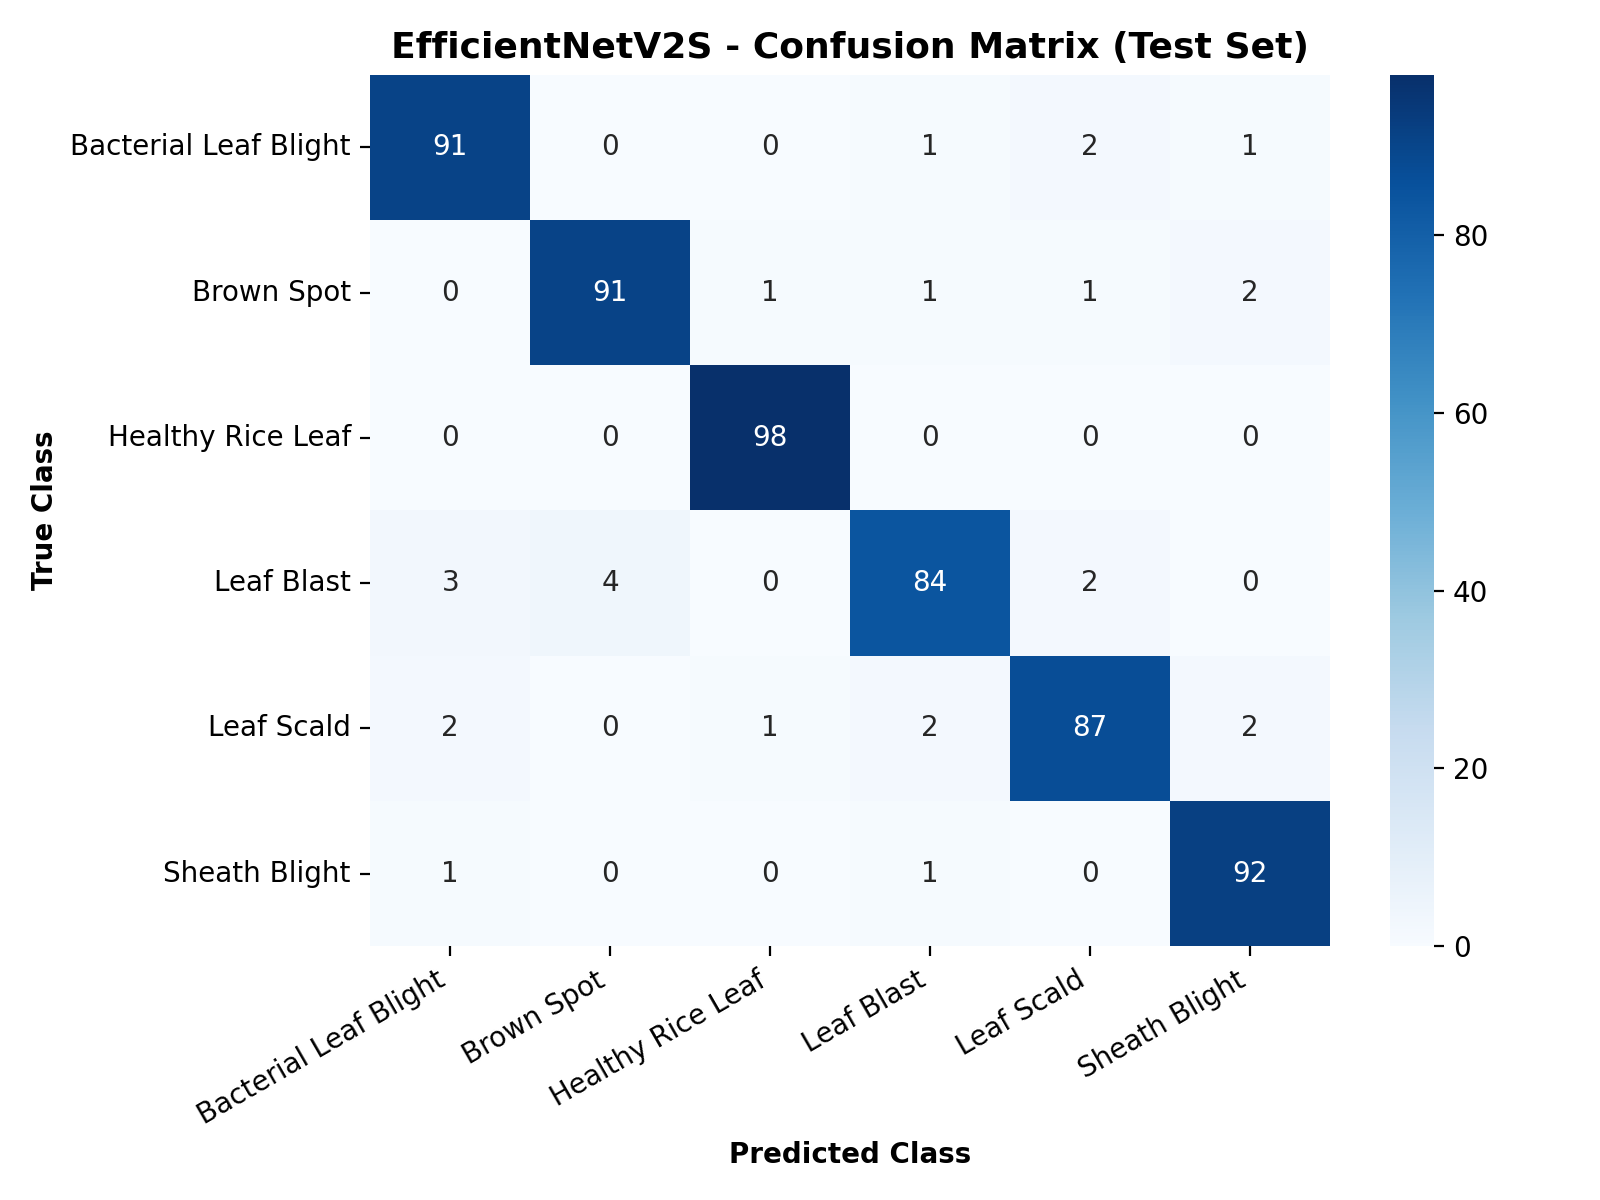 EfficientNetV2S - Confusion Matrix (Test Set)
Bacterial Leaf Blight 91 0 0 1 2 1
Brown Spot 0 91 1 1 1 2
Healthy Rice Leaf 0 0 98 0 0 0
Leaf Blast 3 4 0 84 2 0
Leaf Scald 2 0 1 2 87 2
Sheath Blight 1 0 0 1 0 92
True Class
80
60
40
20
0
Bacterial Leaf Blight
Brown Spot
Healthy Rice Leaf
Leaf Blast
Leaf Scald
Sheath Blight
Predicted Class